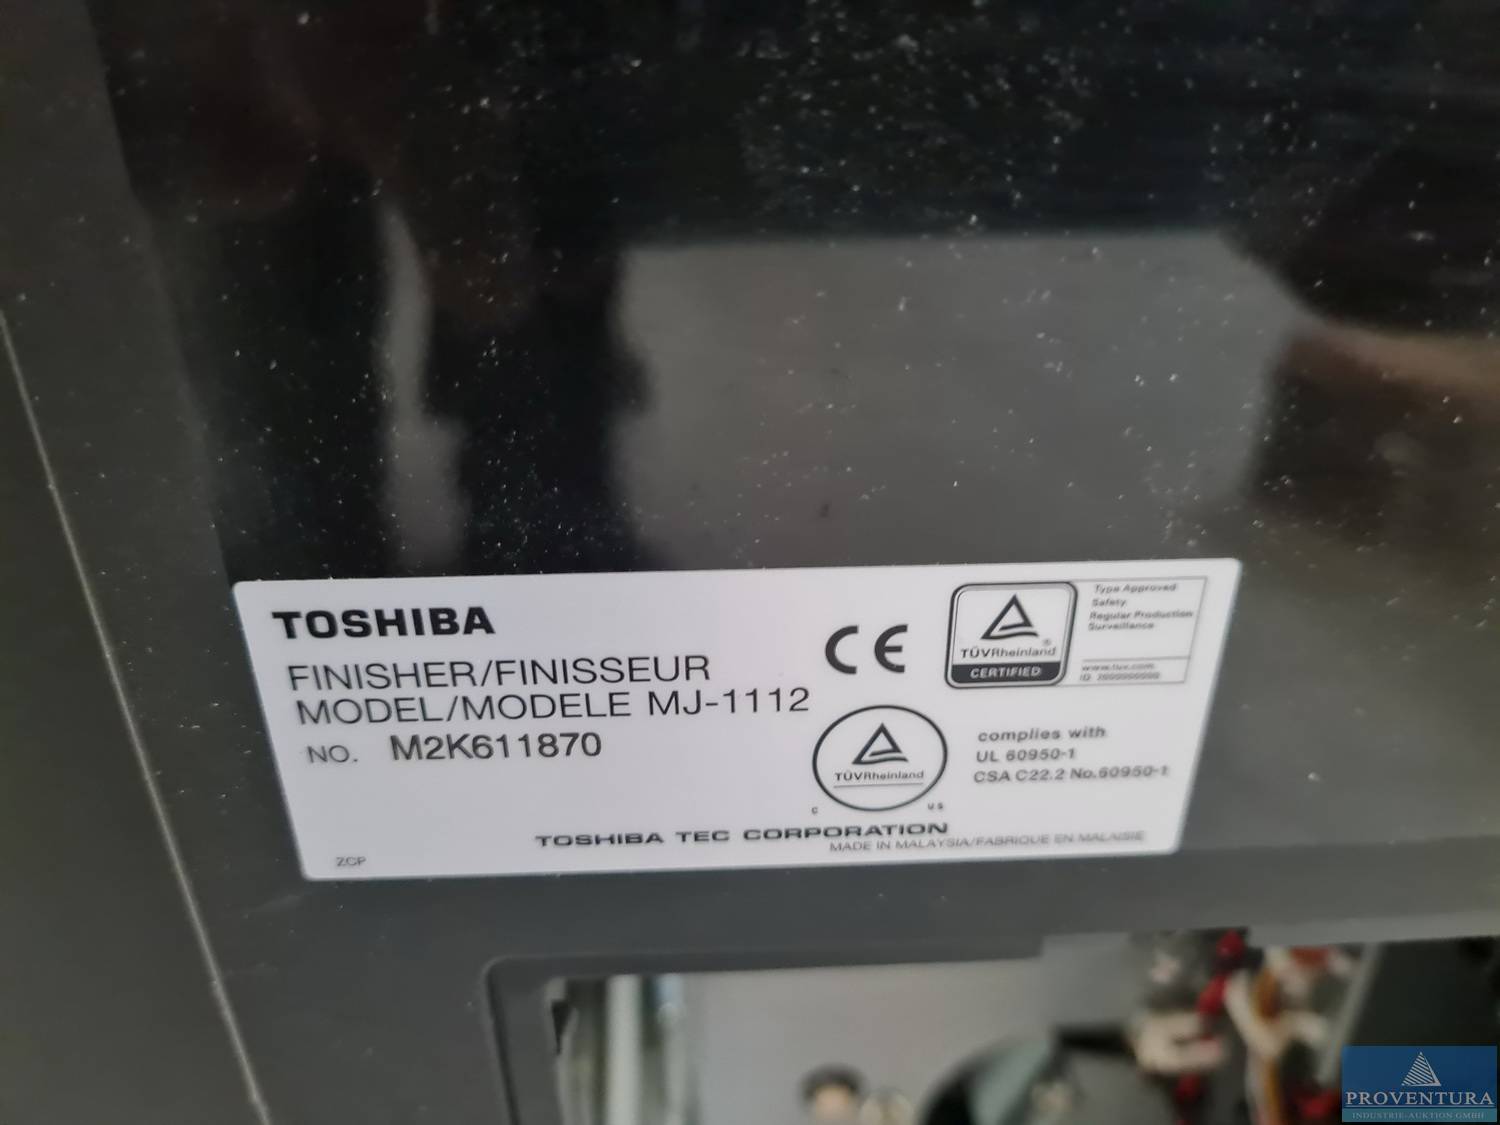 TOSHIBA
FINISHER/FINISSEUR
MODEL/MODELE MJ-1112
NO. M2K611870
CE
TÜVRheinland
CERTIFIED
Type Approved
Safety
Regular Production
Surveillance
www.tuv.com
TÜVRheinland
C US
complies with
UL 60950-1
CSA C22.2 No.60950-1
TOSHIBA TEC CORPORATION
MADE IN MALAYSIA/FABRIQUE EN MALAISIE
ZCP
PROVENTURA
INDUSTRIE-AUKTION GMBH